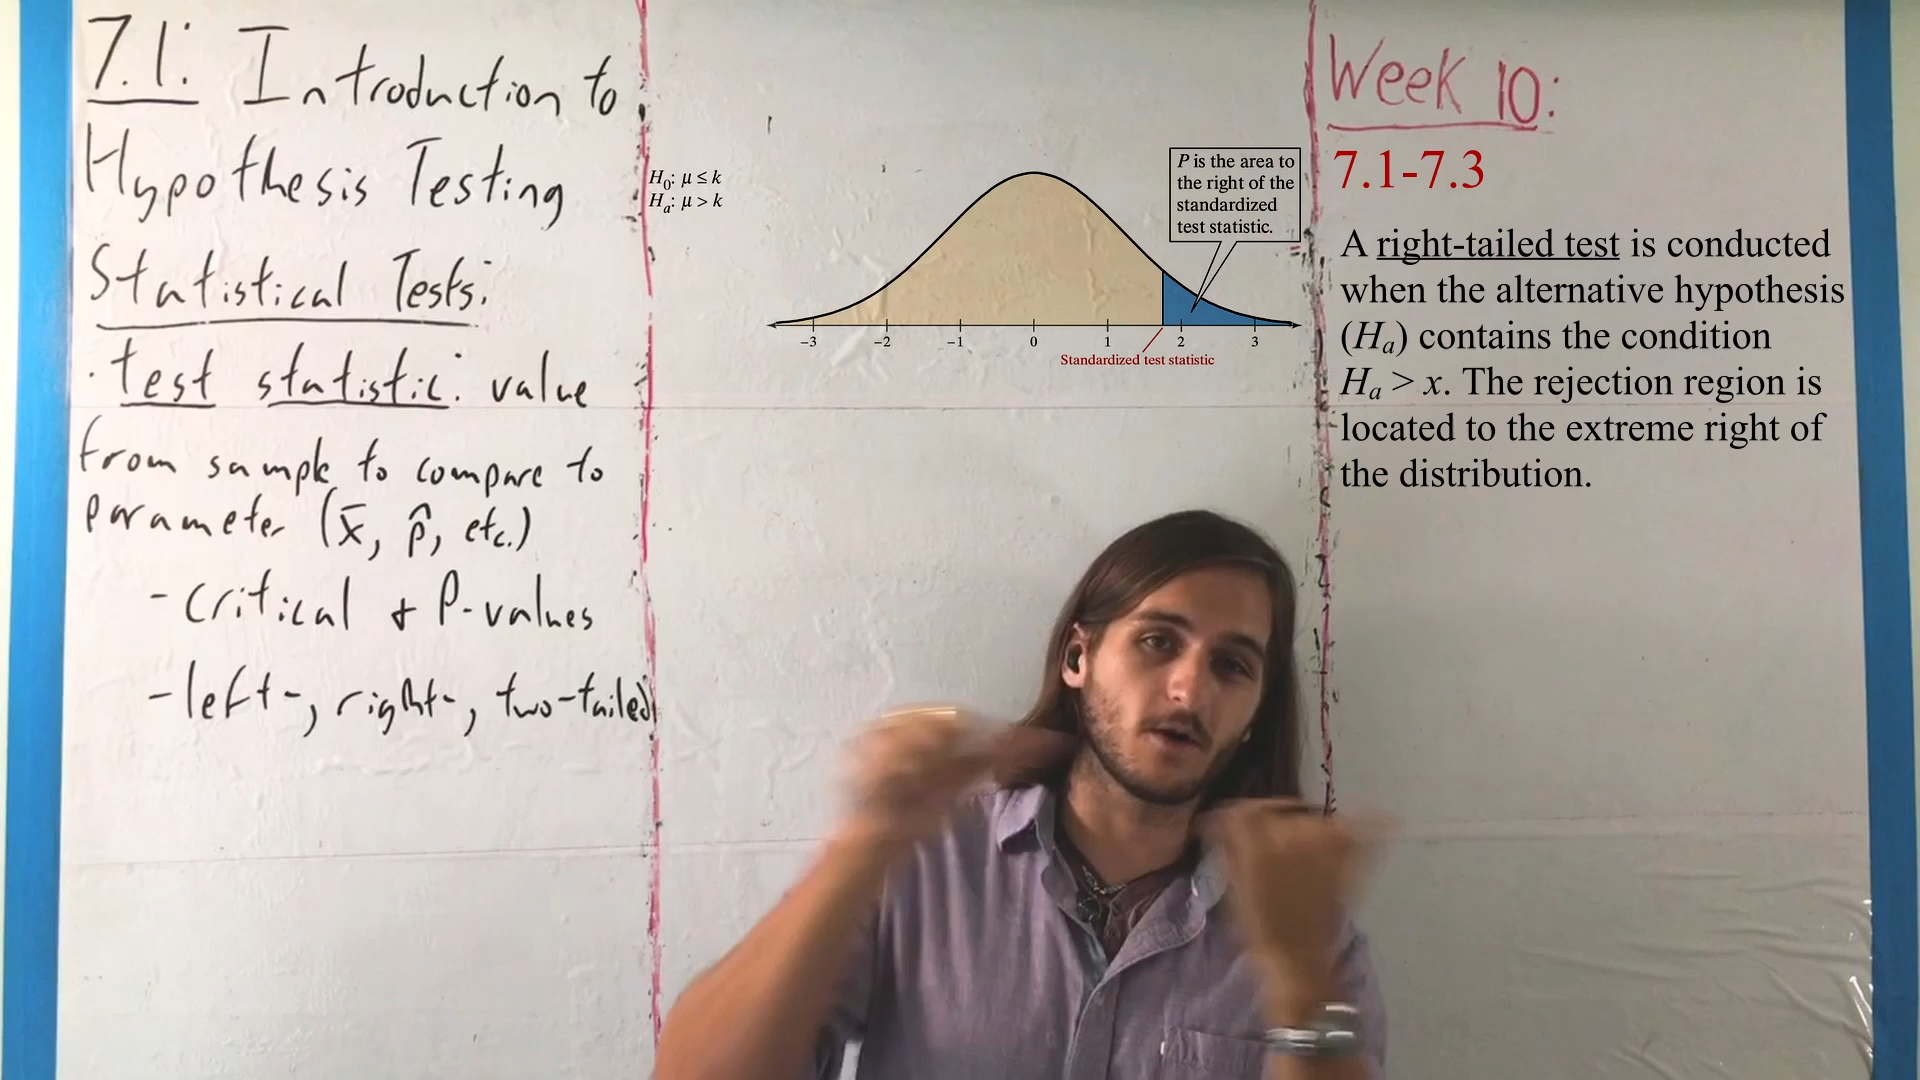 7.1: Introduction to
Hypothesis Testing
Statistical Tests:
· test statistic: value
from sample to compare to
parameter (x̄, p̂, etc.)
- critical + P-values
- left-, right-, two-tailed
H₀: μ ≤ k
Hₐ: μ > k
P is the area to
the right of the
standardized
test statistic.
−3 −2 −1 0 1 2 3
Standardized test statistic
Week 10:
7.1-7.3
A right-tailed test is conducted
when the alternative hypothesis
(Hₐ) contains the condition
Hₐ > x. The rejection region is
located to the extreme right of
the distribution.